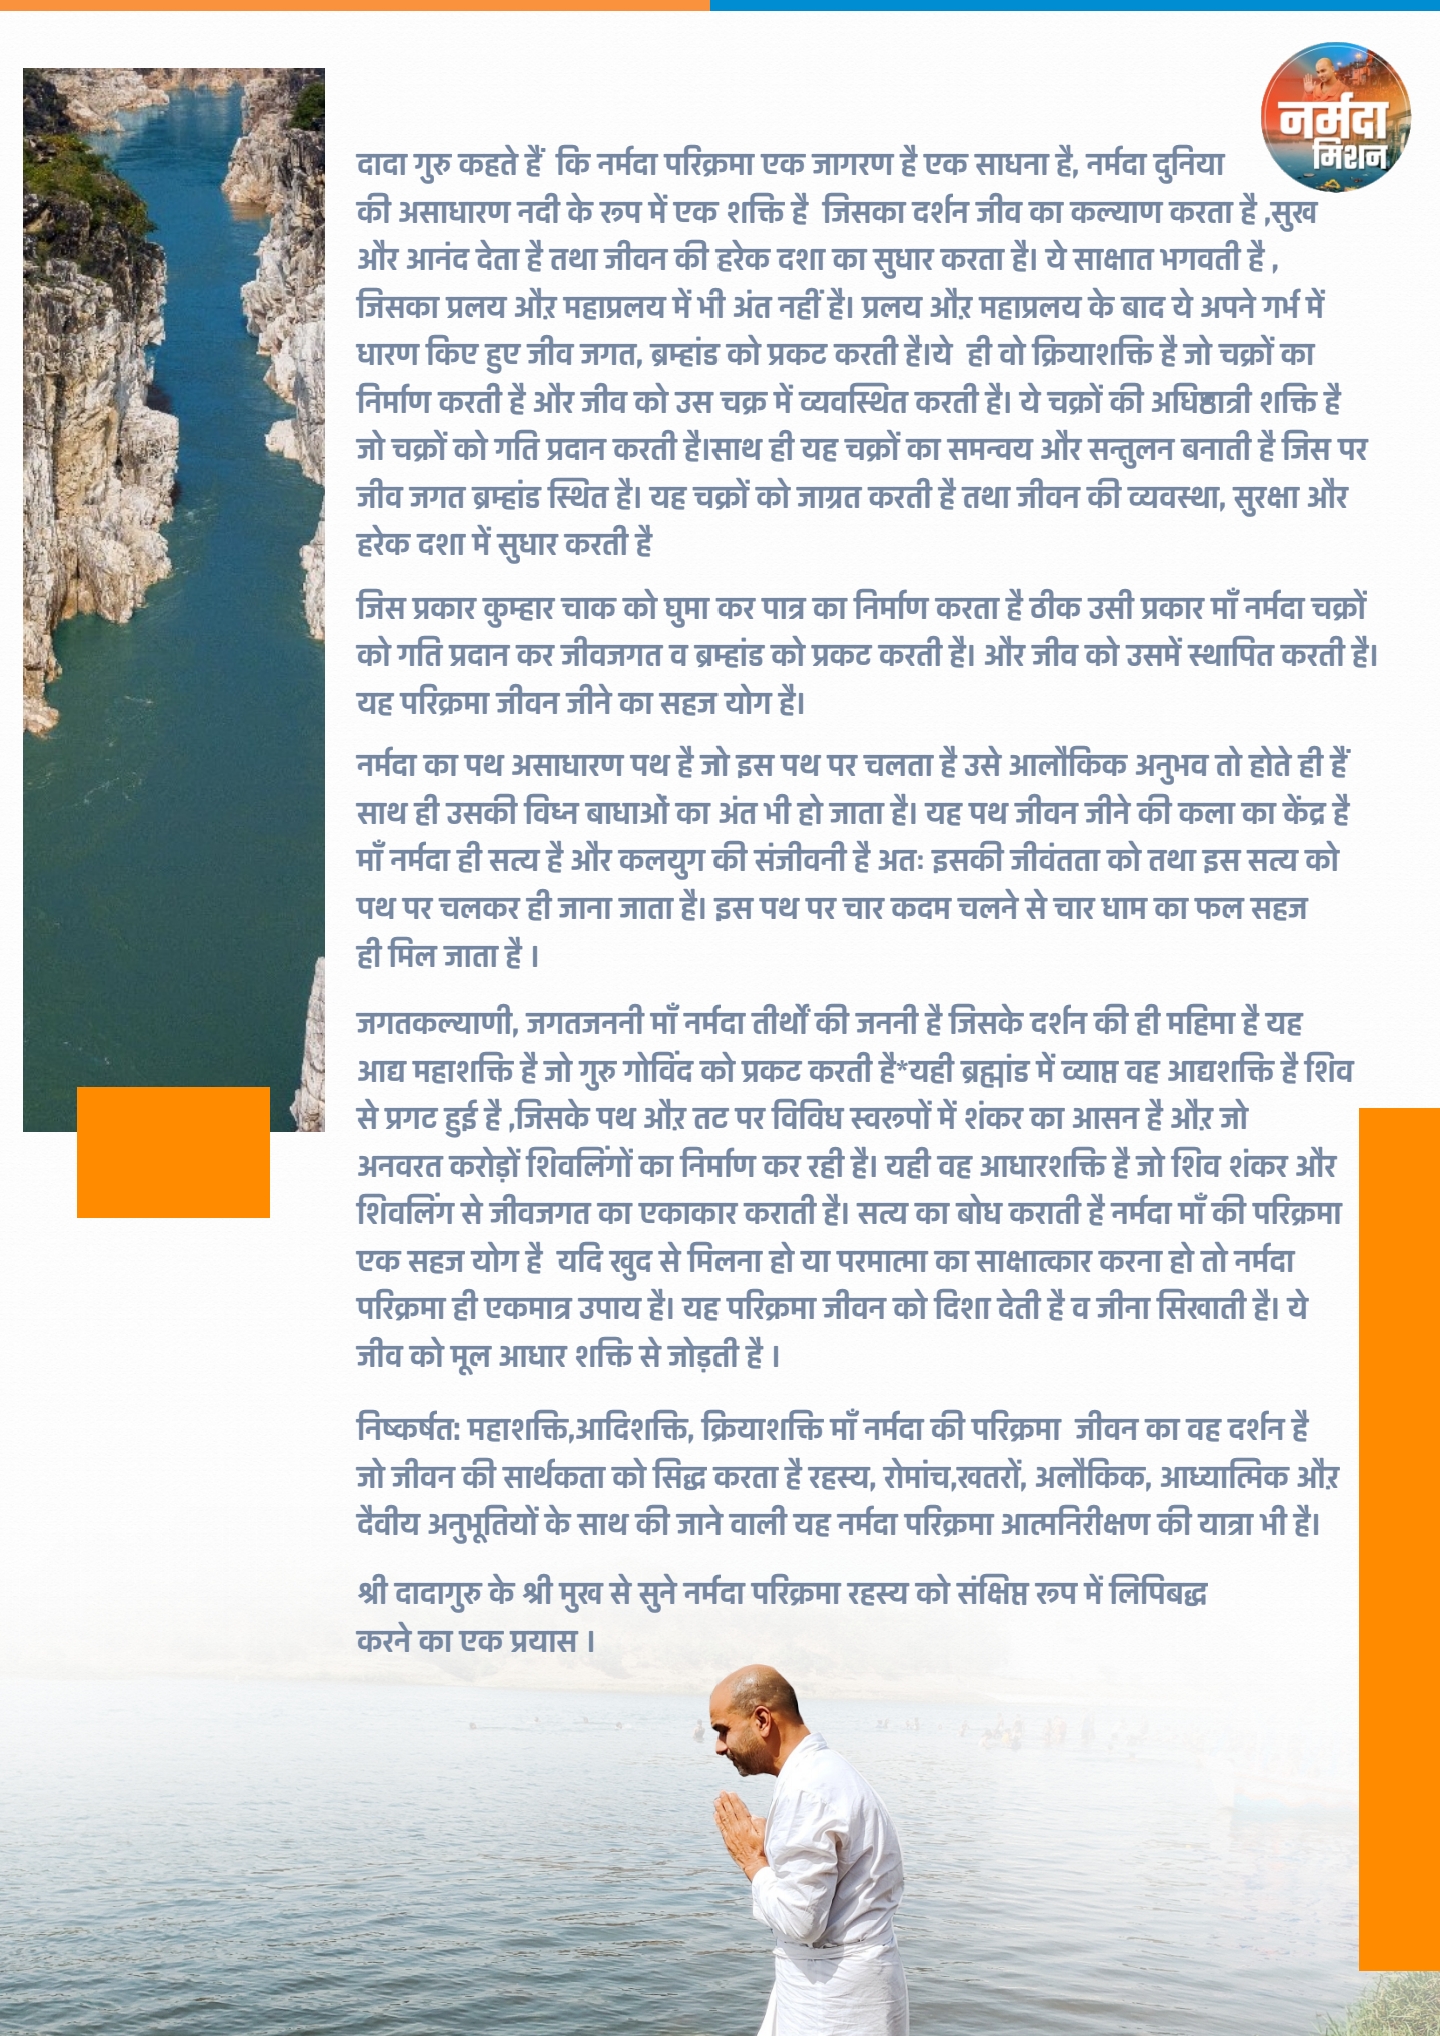 नर्मदा
मिशन
दादा गुरु कहते हैं कि नर्मदा परिक्रमा एक जागरण है एक साधना है, नर्मदा दुनिया
की असाधारण नदी के रूप में एक शक्ति है जिसका दर्शन जीव का कल्याण करता है ,सुख
और आनंद देता है तथा जीवन की हरेक दशा का सुधार करता है। ये साक्षात भगवती है ,
जिसका प्रलय औऱ महाप्रलय में भी अंत नहीं है। प्रलय औऱ महाप्रलय के बाद ये अपने गर्भ में
धारण किए हुए जीव जगत, ब्रम्हांड को प्रकट करती है।ये ही वो क्रियाशक्ति है जो चक्रों का
निर्माण करती है और जीव को उस चक्र में व्यवस्थित करती है। ये चक्रों की अधिष्ठात्री शक्ति है
जो चक्रों को गति प्रदान करती है।साथ ही यह चक्रों का समन्वय और सन्तुलन बनाती है जिस पर
जीव जगत ब्रम्हांड स्थित है। यह चक्रों को जाग्रत करती है तथा जीवन की व्यवस्था, सुरक्षा और
हरेक दशा में सुधार करती है
जिस प्रकार कुम्हार चाक को घुमा कर पात्र का निर्माण करता है ठीक उसी प्रकार माँ नर्मदा चक्रों
को गति प्रदान कर जीवजगत व ब्रम्हांड को प्रकट करती है। और जीव को उसमें स्थापित करती है।
यह परिक्रमा जीवन जीने का सहज योग है।
नर्मदा का पथ असाधारण पथ है जो इस पथ पर चलता है उसे आलौकिक अनुभव तो होते ही हैं
साथ ही उसकी विध्न बाधाओं का अंत भी हो जाता है। यह पथ जीवन जीने की कला का केंद्र है
माँ नर्मदा ही सत्य है और कलयुग की संजीवनी है अतः इसकी जीवंतता को तथा इस सत्य को
पथ पर चलकर ही जाना जाता है। इस पथ पर चार कदम चलने से चार धाम का फल सहज
ही मिल जाता है ।
जगतकल्याणी, जगतजननी माँ नर्मदा तीर्थों की जननी है जिसके दर्शन की ही महिमा है यह
आद्य महाशक्ति है जो गुरु गोविंद को प्रकट करती है*यही ब्रह्मांड में व्याप्त वह आद्यशक्ति है शिव
से प्रगट हुई है ,जिसके पथ औऱ तट पर विविध स्वरूपों में शंकर का आसन है औऱ जो
अनवरत करोड़ों शिवलिंगों का निर्माण कर रही है। यही वह आधारशक्ति है जो शिव शंकर और
शिवलिंग से जीवजगत का एकाकार कराती है। सत्य का बोध कराती है नर्मदा माँ की परिक्रमा
एक सहज योग है यदि खुद से मिलना हो या परमात्मा का साक्षात्कार करना हो तो नर्मदा
परिक्रमा ही एकमात्र उपाय है। यह परिक्रमा जीवन को दिशा देती है व जीना सिखाती है। ये
जीव को मूल आधार शक्ति से जोड़ती है ।
निष्कर्षत: महाशक्ति,आदिशक्ति, क्रियाशक्ति माँ नर्मदा की परिक्रमा जीवन का वह दर्शन है
जो जीवन की सार्थकता को सिद्ध करता है रहस्य, रोमांच,खतरों, अलौकिक, आध्यात्मिक औऱ
दैवीय अनुभूतियों के साथ की जाने वाली यह नर्मदा परिक्रमा आत्मनिरीक्षण की यात्रा भी है।
श्री दादागुरु के श्री मुख से सुने नर्मदा परिक्रमा रहस्य को संक्षिप्त रूप में लिपिबद्ध
करने का एक प्रयास ।